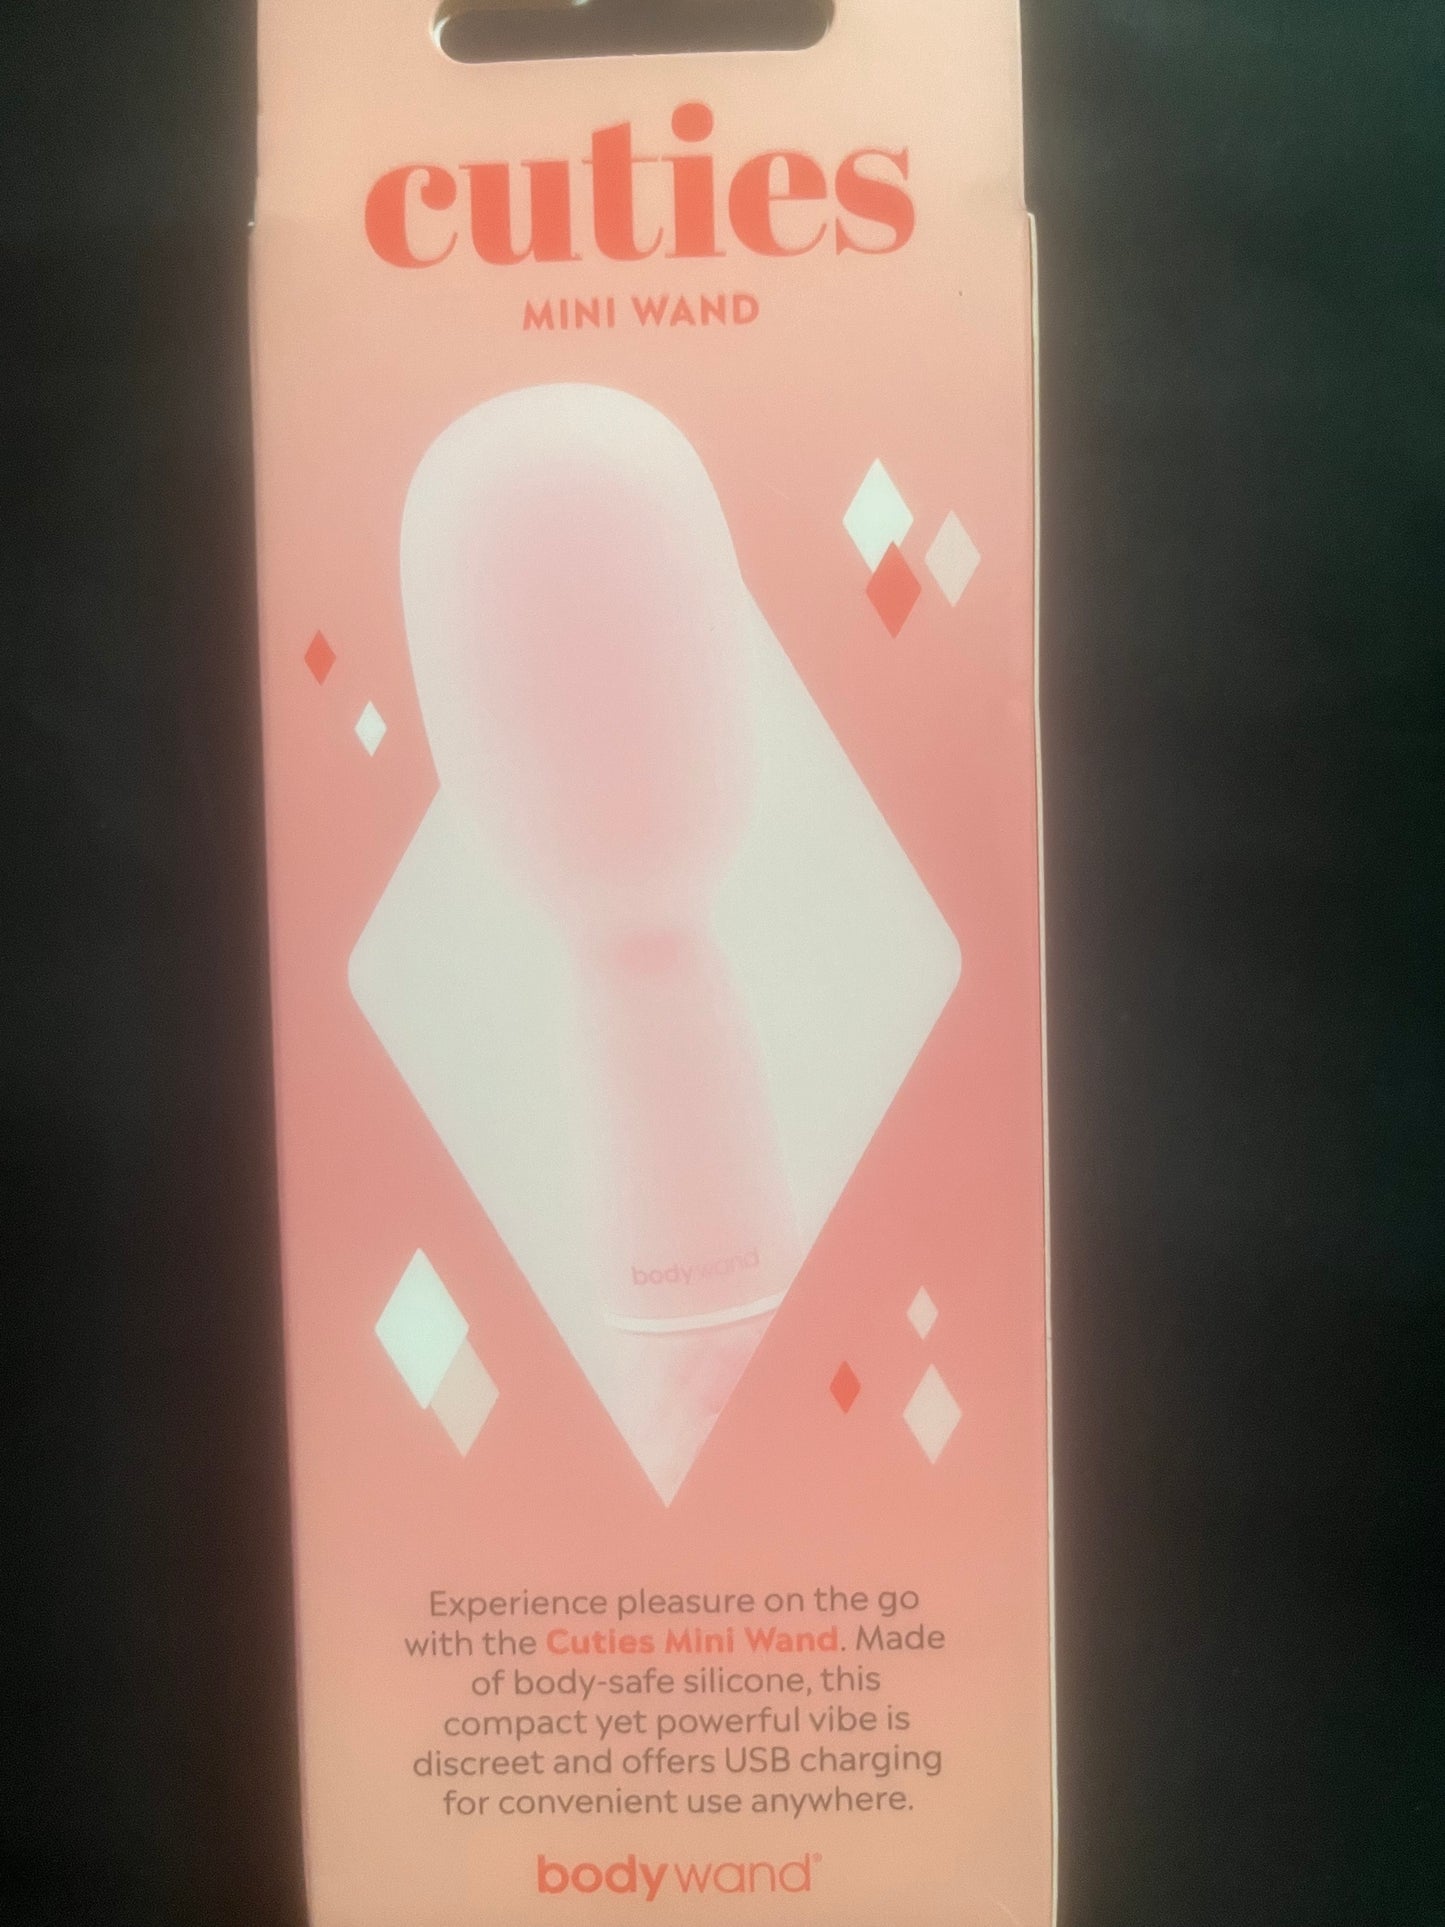 cuties
MINI WAND
bodywand
Experience pleasure on the go
with the Cuties Mini Wand. Made
of body-safe silicone, this
compact yet powerful vibe is
discreet and offers USB charging
for convenient use anywhere.
bodywand®